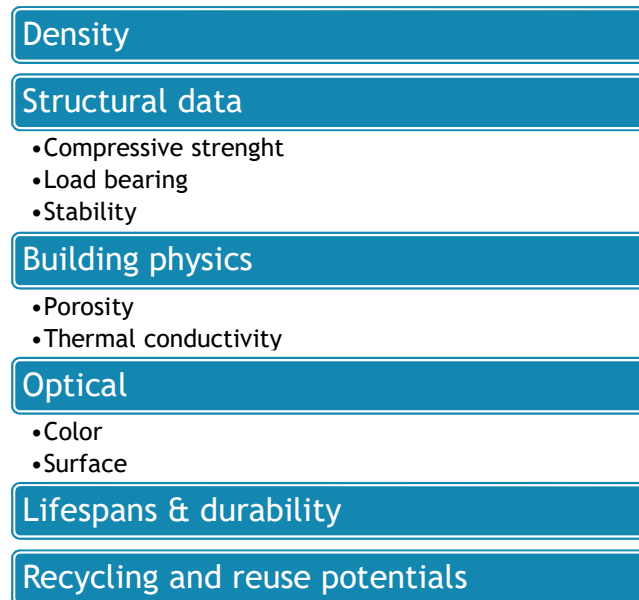 Density
Structural data
•Compressive strenght
•Load bearing
•Stability
Building physics
•Porosity
•Thermal conductivity
Optical
•Color
•Surface
Lifespans & durability
Recycling and reuse potentials